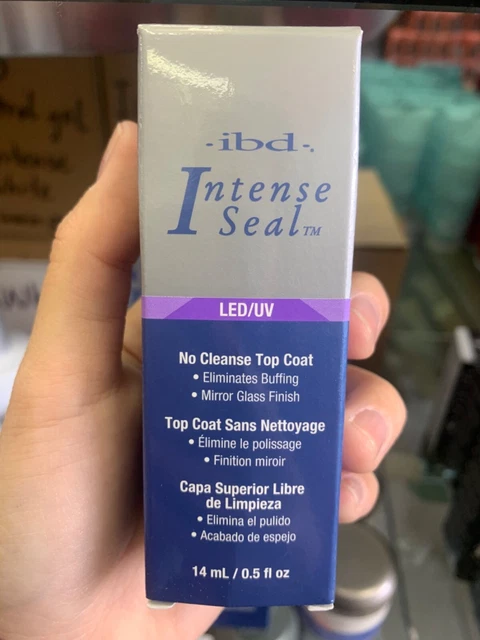 ibd
Intense
Seal™
LED/UV
No Cleanse Top Coat
• Eliminates Buffing
• Mirror Glass Finish
Top Coat Sans Nettoyage
• Élimine le polissage
• Finition miroir
Capa Superior Libre
de Limpieza
• Elimina el pulido
• Acabado de espejo
14 mL / 0.5 fl oz
gel